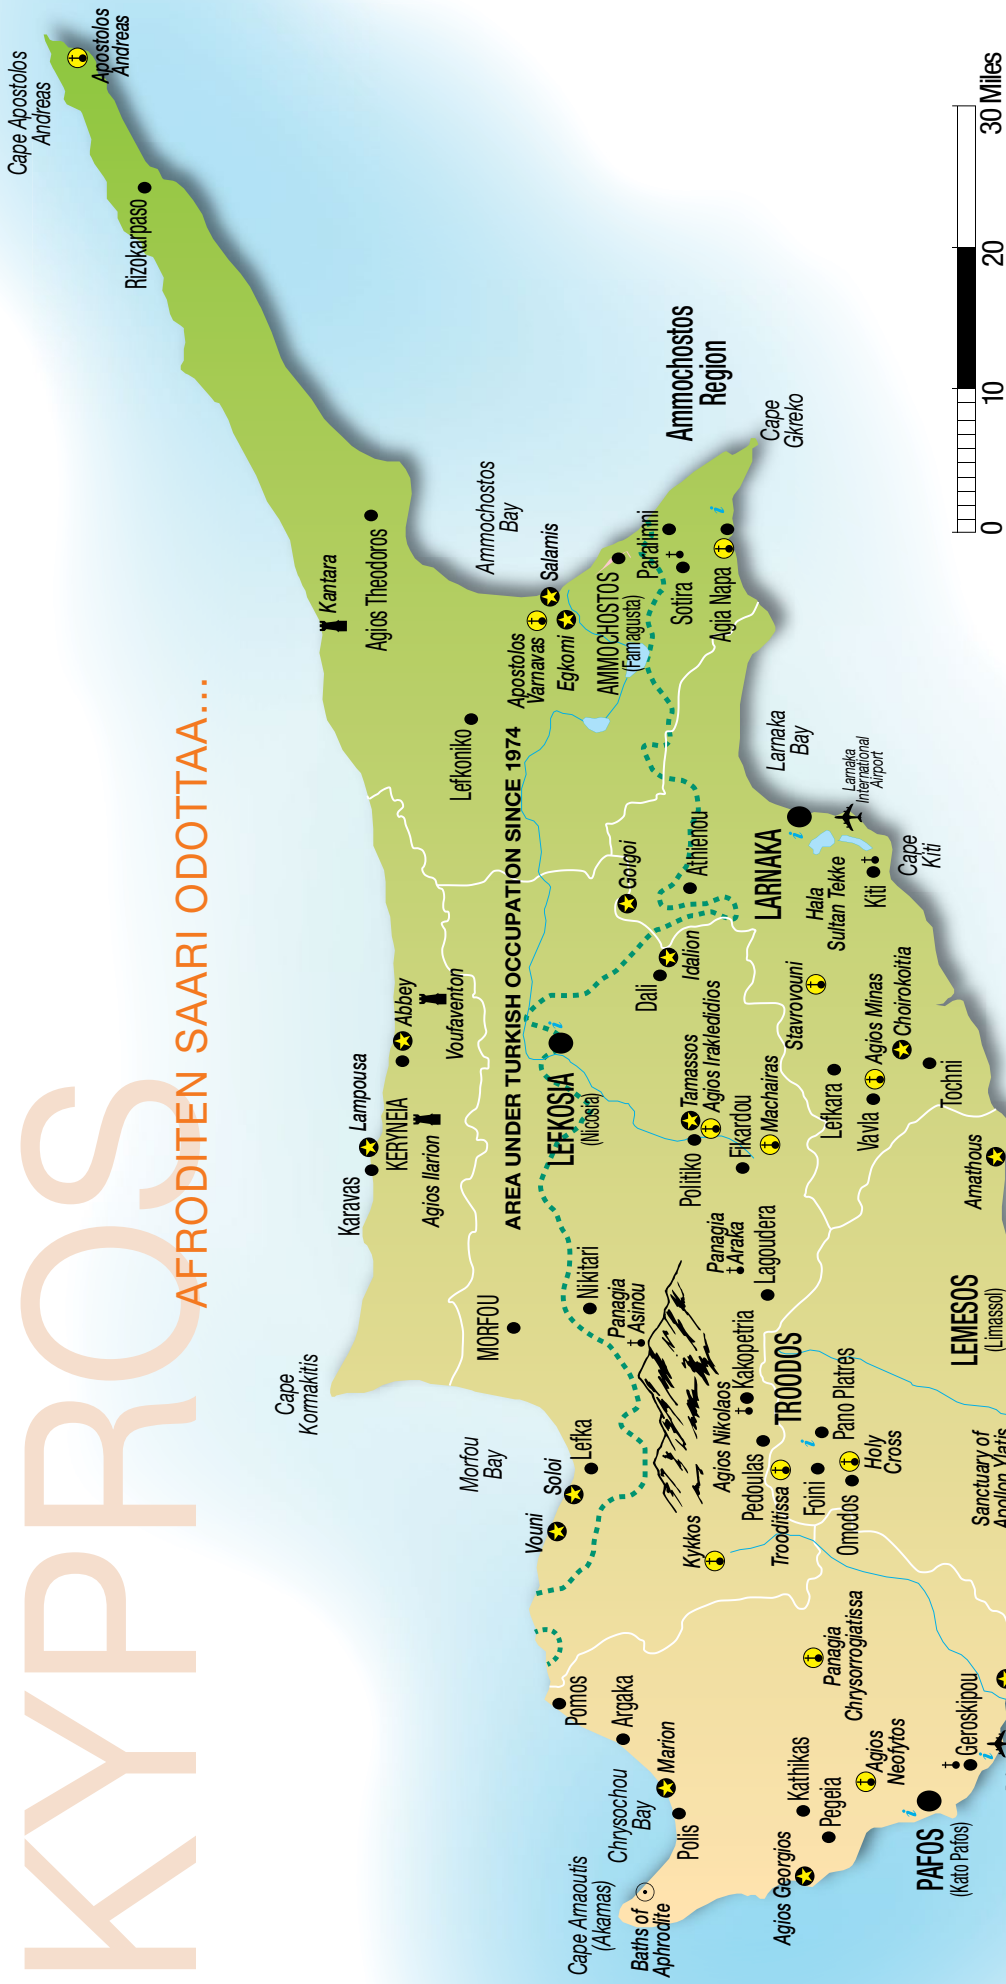 KYPROS
AFRODITEN SAARI ODOTTAA...
Cape Apostolos
Andreas
Apostolos
Andreas
Rizokarpaso
Kantara
Agios Theodoros
Ammochostos
Bay
Lefkoniko
Apostolos
Varnavas
Salamis
Egkomi
AMMOCHOSTOS
(Famagusta)
Paralimni
Sotira
Agia Napa
i
Ammochostos
Region
Cape
Gkreko
AREA UNDER TURKISH OCCUPATION SINCE 1974
Lampousa
Karavas
KERYNEIA
Abbey
Voufaventon
Agios Ilarion
Cape
Kormakitis
MORFOU
Morfou
Bay
LEFKOSIA
(Nicosia)
i
Golgoi
Athienou
Dali
Idalion
Larnaka
Bay
LARNAKA
i
Larnaka
International
Airport
Hala
Sultan Tekke
Kiti
Cape
Kiti
Stavrovouni
Tamassos
Agios Irakledidios
Politiko
Fikardou
Machairas
Lefkara
Vavla
Agios Minas
Choirokoitia
Tochni
Amathous
Nikitari
Panagia
Asinou
Panagia
Araka
Lagoudera
Kakopetria
Agios Nikolaos
TROODOS
Pedoulas
Trooditissa
Pano Platres
i
Foini
Omodos
Holy
Cross
LEMESOS
(Limassol)
Sanctuary of
Apollon Ylatis
Vouni
Soloi
Lefka
Kykkos
Panagia
Chrysorrogiatissa
Pomos
Argaka
Marion
Polis
Chrysochou
Bay
Cape Arnaoutis
(Akamas)
Baths of
Aphrodite
Kathikas
Pegeia
Agios Georgios
Agios
Neofytos
Geroskipou
i
PAFOS
(Kato Pafos)
i
0 10 20 30 Miles